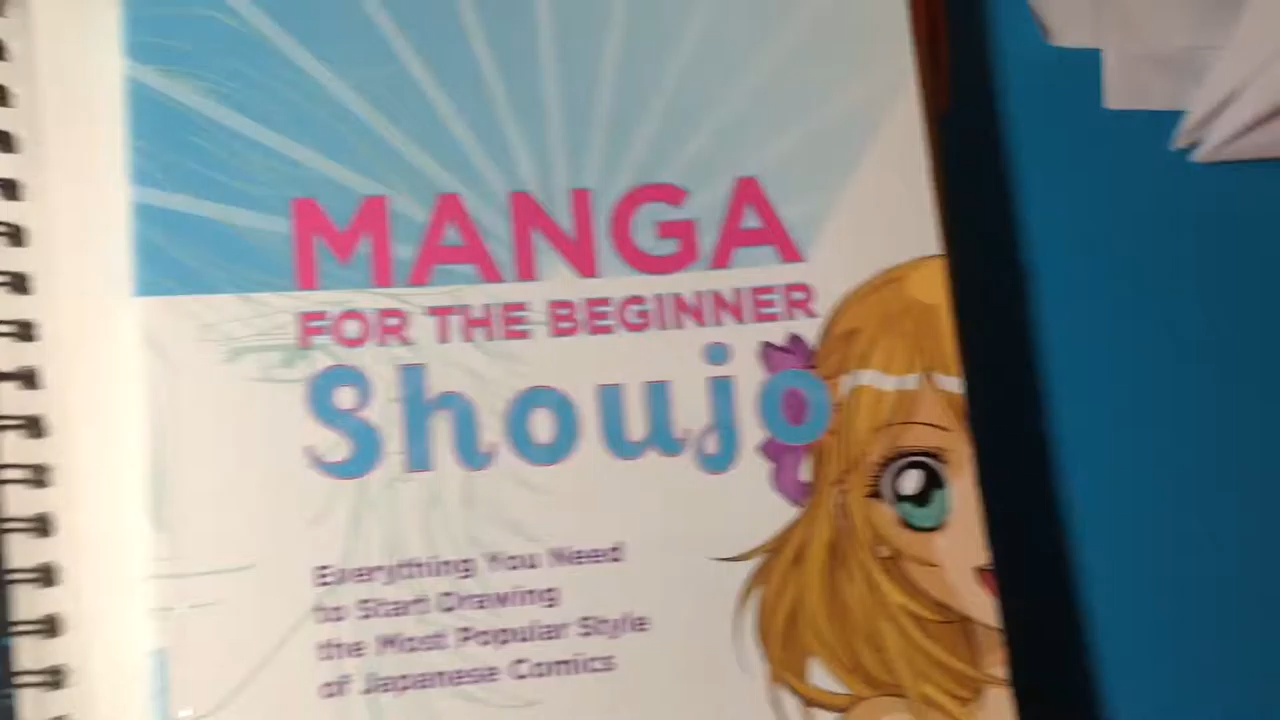 MANGA
FOR THE BEGINNER
Shoujo
Everything You Need
to Start Drawing
the Most Popular Style
of Japanese Comics